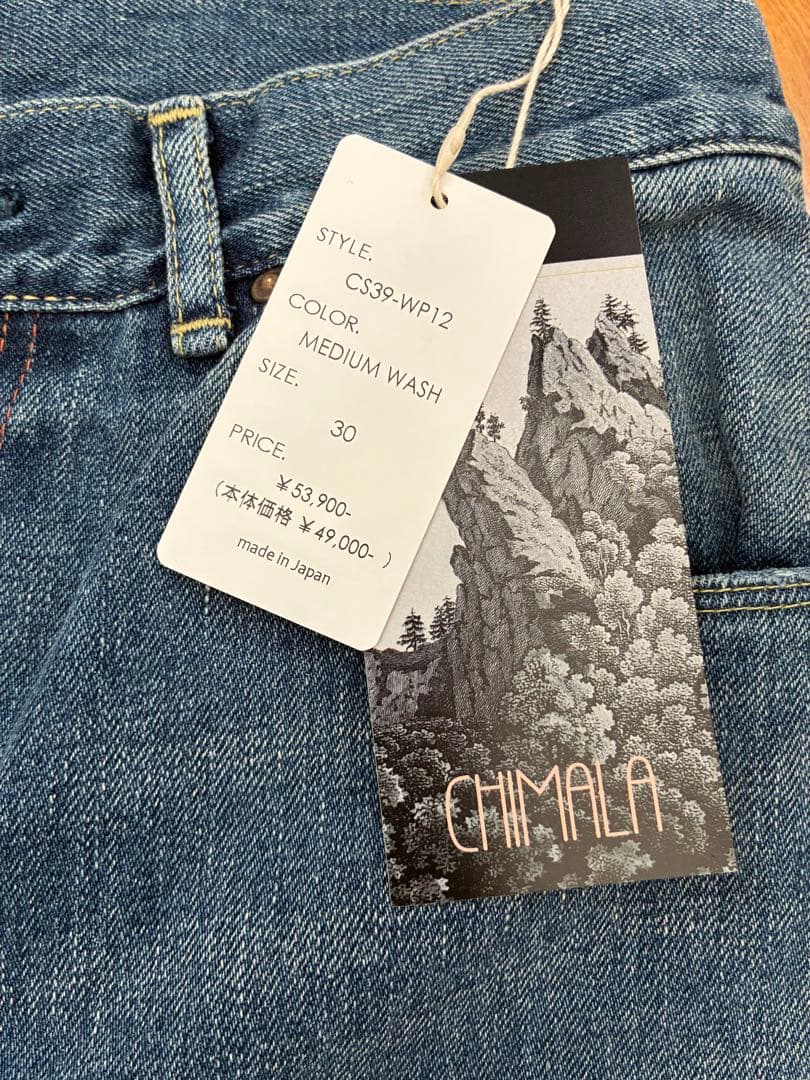 STYLE.
CS39-WP12
COLOR.
MEDIUM WASH
SIZE.
30
PRICE.
¥53,900-
(本体価格 ¥49,000- )
made in Japan
CHIMALA